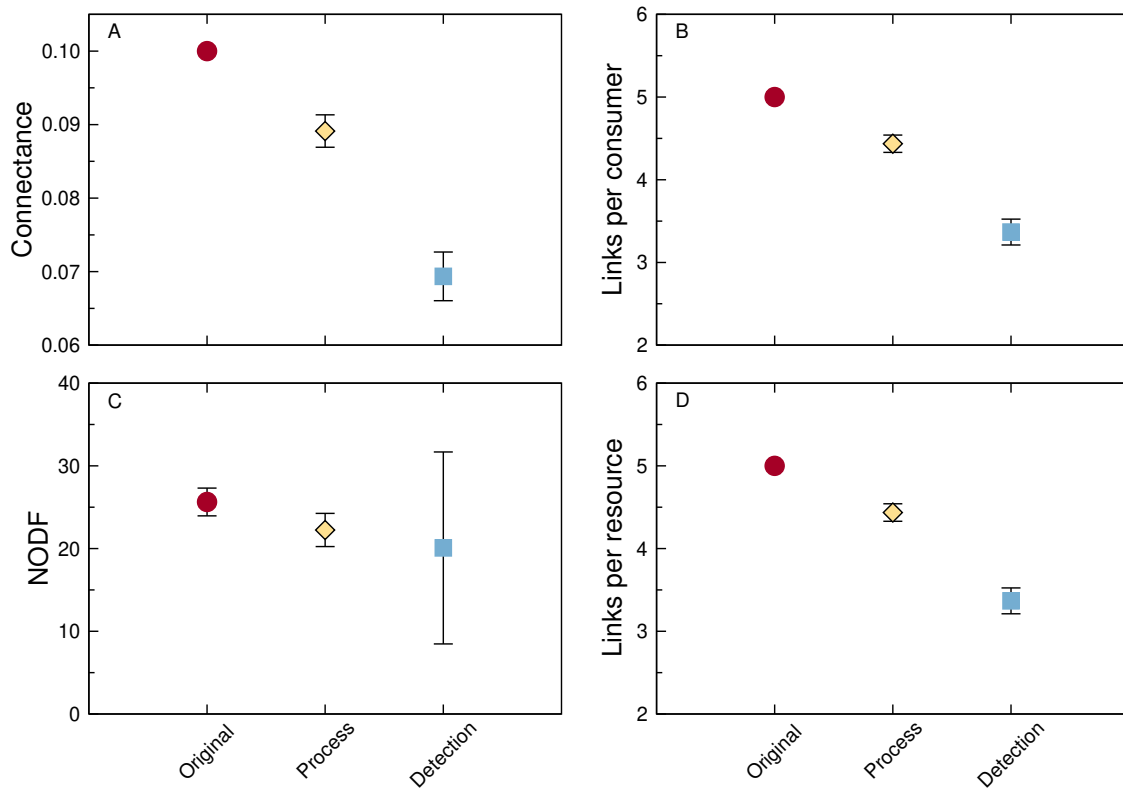 A
Connectance
0.10
0.09
0.08
0.07
0.06
B
Links per consumer
6
5
4
3
2
C
NODF
40
30
20
10
0
Original
Process
Detection
D
Links per resource
6
5
4
3
2
Original
Process
Detection